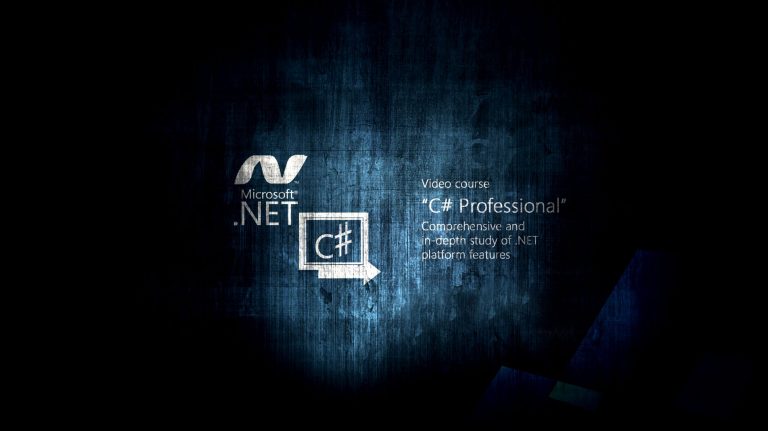 Microsoft®
.NET
C#
Video course
"C# Professional"
Comprehensive and
in-depth study of .NET
platform features